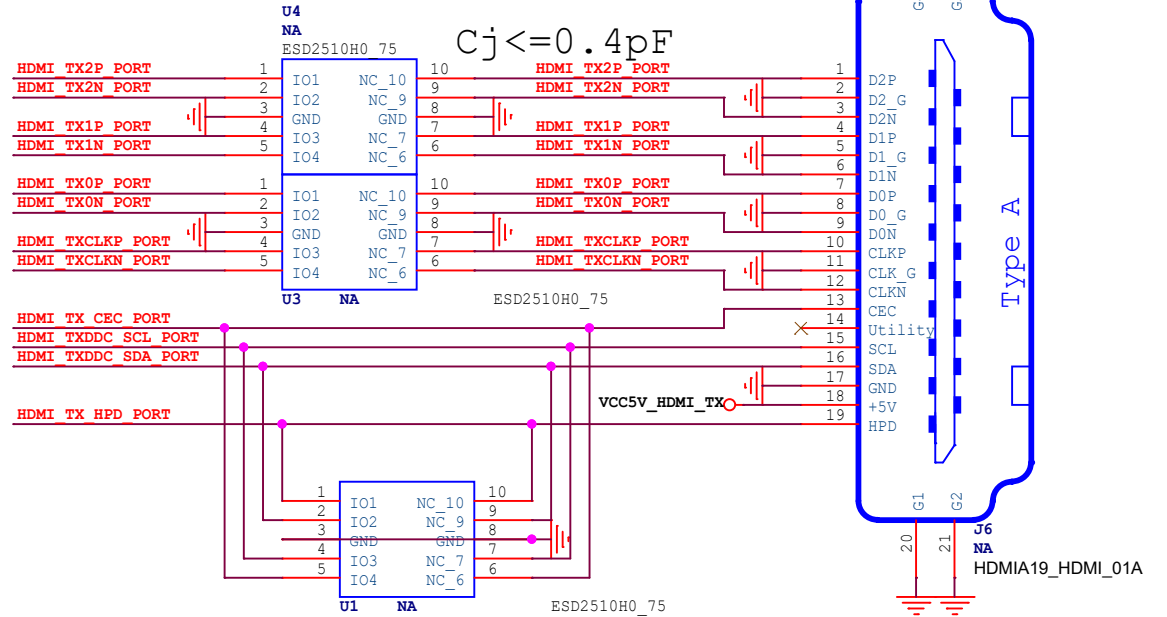 U4
NA
ESD2510H0_75
Cj<=0.4pF
HDMI_TX2P_PORT 1 IO1 NC_10 10 HDMI_TX2P_PORT 1 D2P
HDMI_TX2N_PORT 2 IO2 NC_9 9 HDMI_TX2N_PORT 2 D2_G
3 GND GND 8 3 D2N
HDMI_TX1P_PORT 4 IO3 NC_7 7 HDMI_TX1P_PORT 4 D1P
HDMI_TX1N_PORT 5 IO4 NC_6 6 HDMI_TX1N_PORT 5 D1_G
6 D1N
HDMI_TX0P_PORT 1 IO1 NC_10 10 HDMI_TX0P_PORT 7 D0P
HDMI_TX0N_PORT 2 IO2 NC_9 9 HDMI_TX0N_PORT 8 D0_G
3 GND GND 8 9 D0N
HDMI_TXCLKP_PORT 4 IO3 NC_7 7 HDMI_TXCLKP_PORT 10 CLKP
HDMI_TXCLKN_PORT 5 IO4 NC_6 6 HDMI_TXCLKN_PORT 11 CLK_G
12 CLKN
U3 NA ESD2510H0_75
HDMI_TX_CEC_PORT 13 CEC
14 Utility
HDMI_TXDDC_SCL_PORT 15 SCL
HDMI_TXDDC_SDA_PORT 16 SDA
17 GND
VCC5V_HDMI_TX 18 +5V
HDMI_TX_HPD_PORT 19 HPD
Type A
1 IO1 NC_10 10
2 IO2 NC_9 9
3 GND GND 8
4 IO3 NC_7 7
5 IO4 NC_6 6
U1 NA ESD2510H0_75
G1 G2
20 21
J6
NA
HDMIA19_HDMI_01A